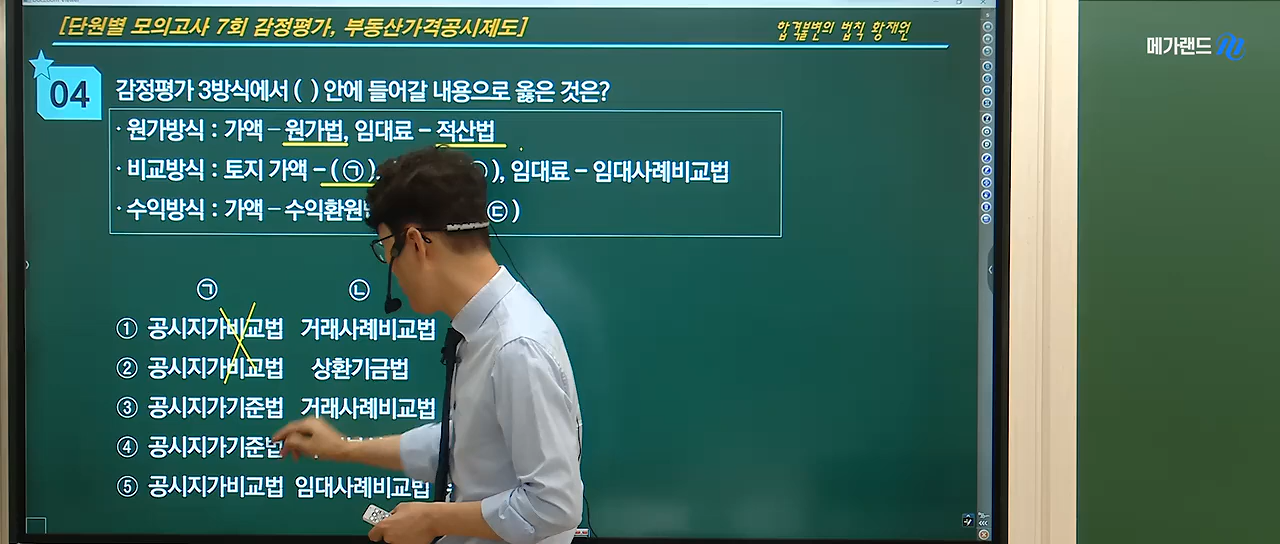 [단원별 모의고사 7회 감정평가, 부동산가격공시제도]
합격불변의 법칙 황재원
메가랜드
04 감정평가 3방식에서 ( ) 안에 들어갈 내용으로 옳은 것은?
· 원가방식 : 가액 – 원가법, 임대료 – 적산법
· 비교방식 : 토지 가액 – ( ㉠ ), ), 임대료 – 임대사례비교법
· 수익방식 : 가액 – 수익환원 ㉢ )
㉠ ㉡
① 공시지가비교법 거래사례비교법
② 공시지가비교법 상환기금법
③ 공시지가기준법 거래사례비교법
④ 공시지가기준법
⑤ 공시지가비교법 임대사례비교법